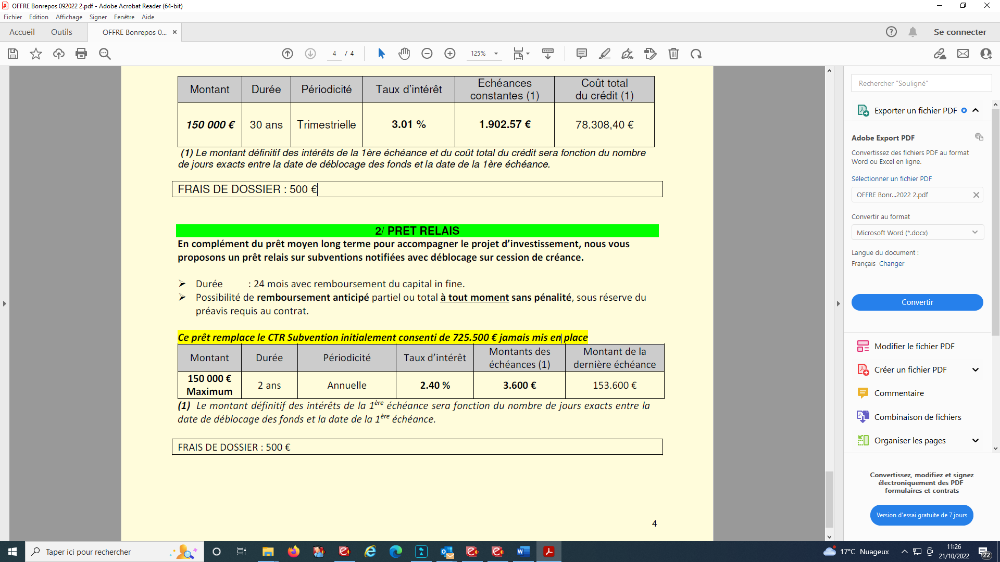 OFFRE Bonrepos 092022 2.pdf - Adobe Acrobat Reader (64-bit)
Fichier Edition Affichage Signer Fenêtre Aide
Accueil Outils OFFRE Bonrepos 0... × Se connecter
4 / 4 125%
Montant Durée Périodicité Taux d'intérêt Echéances constantes (1) Coût total du crédit (1)
150 000 € 30 ans Trimestrielle 3.01 % 1.902.57 € 78.308,40 €
(1) Le montant définitif des intérêts de la 1ère échéance et du coût total du crédit sera fonction du nombre
de jours exacts entre la date de déblocage des fonds et la date de la 1ère échéance.
FRAIS DE DOSSIER : 500 €
2/ PRET RELAIS
En complément du prêt moyen long terme pour accompagner le projet d'investissement, nous vous
proposons un prêt relais sur subventions notifiées avec déblocage sur cession de créance.
➢ Durée : 24 mois avec remboursement du capital in fine.
➢ Possibilité de remboursement anticipé partiel ou total à tout moment sans pénalité, sous réserve du
préavis requis au contrat.
Ce prêt remplace le CTR Subvention initialement consenti de 725.500 € jamais mis en place
Montant Durée Périodicité Taux d'intérêt Montants des échéances (1) Montant de la dernière échéance
150 000 € Maximum 2 ans Annuelle 2.40 % 3.600 € 153.600 €
(1) Le montant définitif des intérêts de la 1ère échéance sera fonction du nombre de jours exacts entre la
date de déblocage des fonds et la date de la 1ère échéance.
FRAIS DE DOSSIER : 500 €
4
Rechercher "Souligné"
Exporter un fichier PDF
Adobe Export PDF
Convertissez des fichiers PDF au format
Word ou Excel en ligne.
Sélectionner un fichier PDF
OFFRE Bonr...2022 2.pdf
Convertir au format
Microsoft Word (*.docx)
Langue du document :
Français Changer
Convertir
Modifier le fichier PDF
Créer un fichier PDF
Commentaire
Combinaison de fichiers
Organiser les pages
Convertissez, modifiez et signez
électroniquement des PDF
formulaires et contrats
Version d'essai gratuite de 7 jours
Taper ici pour rechercher
17°C Nuageux
11:26
21/10/2022
22